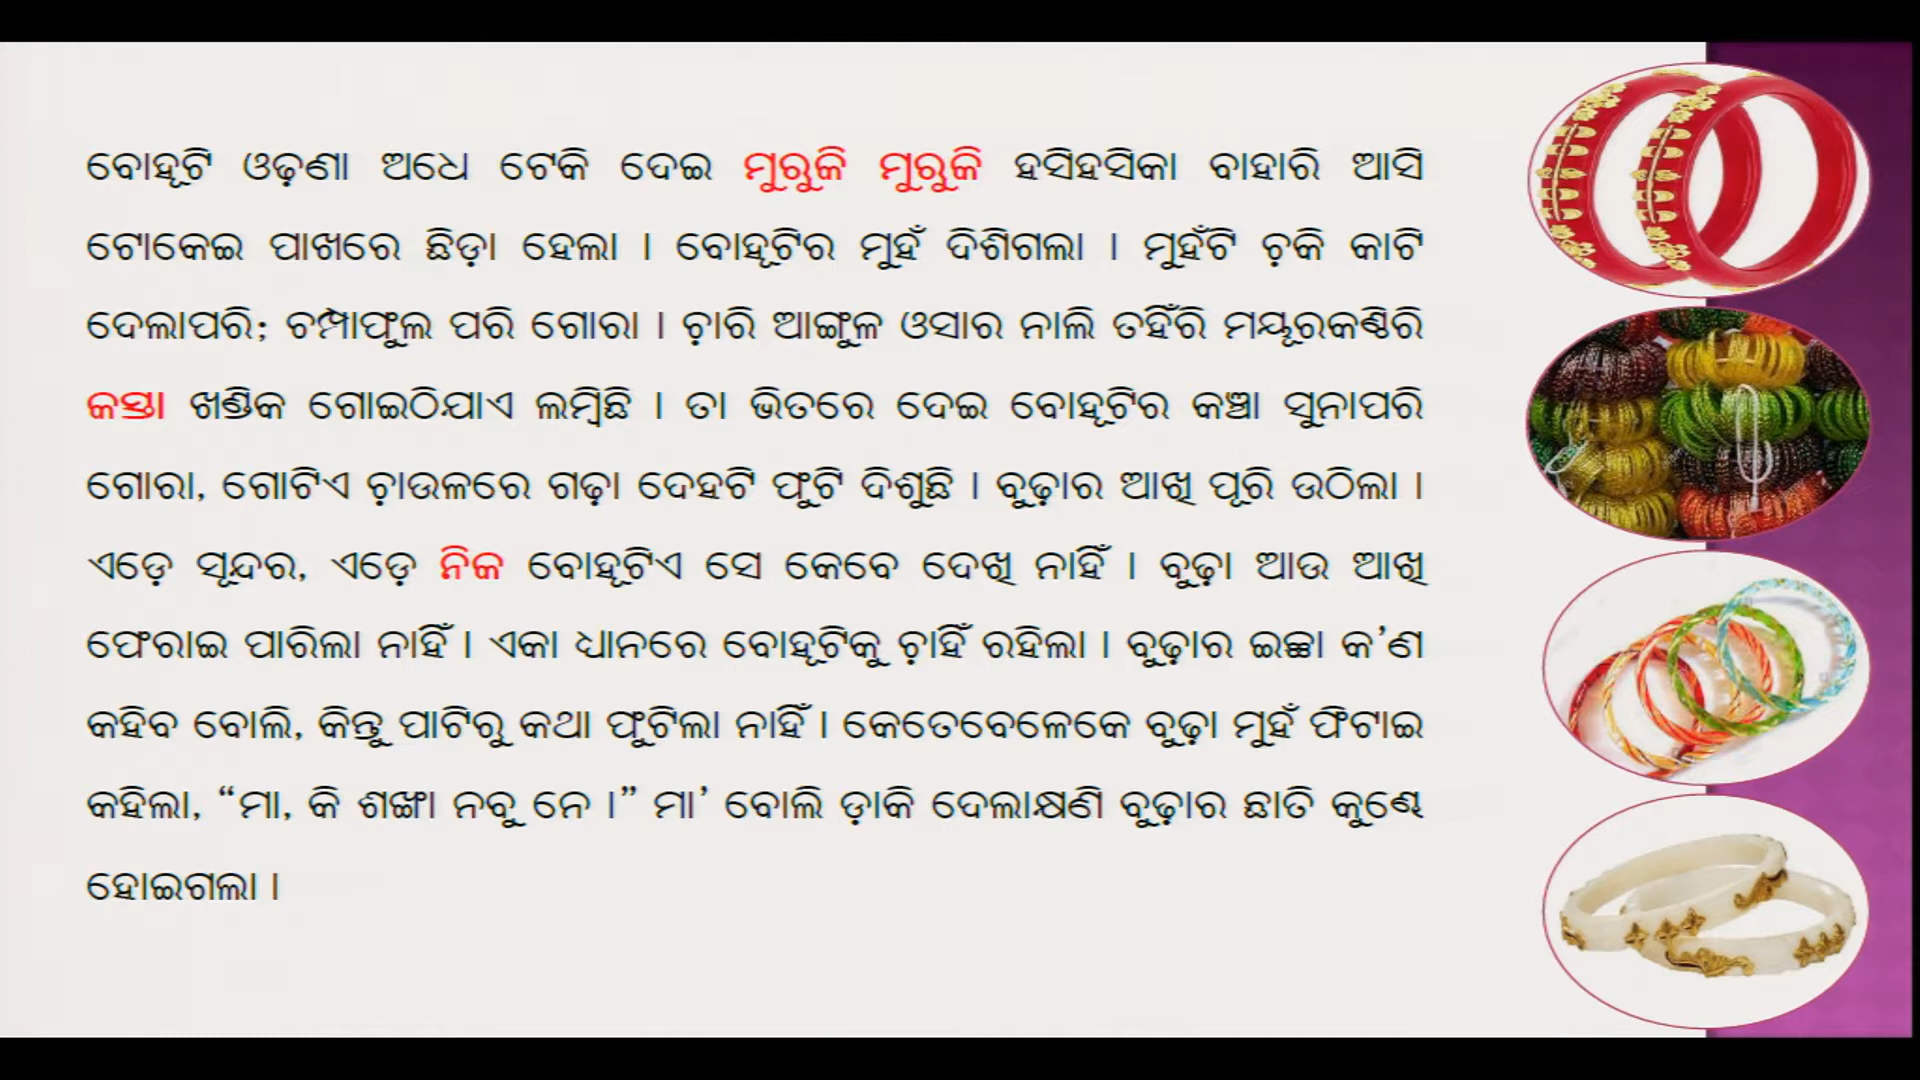 ବୋହୂଟି ଓଢ଼ଣା ଅଧେ ଟେକି ଦେଇ ମୁରୁକି ମୁରୁକି ହସିହସିକା ବାହାରି ଆସି
ଟୋକେଇ ପାଖରେ ଛିଡ଼ା ହେଲା । ବୋହୂଟିର ମୁହଁ ଦିଶିଗଲା । ମୁହଁଟି ଚ଼କି କାଟି
ଦେଲାପରି; ଚମ୍ପାଫୁଲ ପରି ଗୋରା । ଚ଼ାରି ଆଙ୍ଗୁଳ ଓସାର ନାଲି ତହିଁରି ମୟୂରକଣ୍ଠିରି
କସ୍ତା ଖଣ୍ଡିକ ଗୋଇଠିଯାଏ ଲମ୍ବିଛି । ତା ଭିତରେ ଦେଇ ବୋହୂଟିର କଞ୍ଚା ସୁନାପରି
ଗୋରା, ଗୋଟିଏ ଚ଼ାଉଳରେ ଗଢ଼ା ଦେହଟି ଫୁଟି ଦିଶୁଛି । ବୁଢ଼ାର ଆଖି ପୂରି ଉଠିଲା ।
ଏଡ଼େ ସୁନ୍ଦର, ଏଡ଼େ ନିକ ବୋହୂଟିଏ ସେ କେବେ ଦେଖି ନାହିଁ । ବୁଢ଼ା ଆଉ ଆଖି
ଫେରାଇ ପାରିଲା ନାହିଁ । ଏକା ଧ୍ୟାନରେ ବୋହୂଟିକୁ ଚ଼ାହିଁ ରହିଲା । ବୁଢ଼ାର ଇଚ୍ଛା କ’ଣ
କହିବ ବୋଲି, କିନ୍ତୁ ପାଟିରୁ କଥା ଫୁଟିଲା ନାହିଁ । କେତେବେଳେକେ ବୁଢ଼ା ମୁହଁ ଫିଟାଇ
କହିଲା, “ମା, କି ଶଙ୍ଖା ନବୁ ନେ ।” ମା’ ବୋଲି ଡ଼ାକି ଦେଲାକ୍ଷଣି ବୁଢ଼ାର ଛାତି କୁଣ୍ଢେ
ହୋଇଗଲା ।